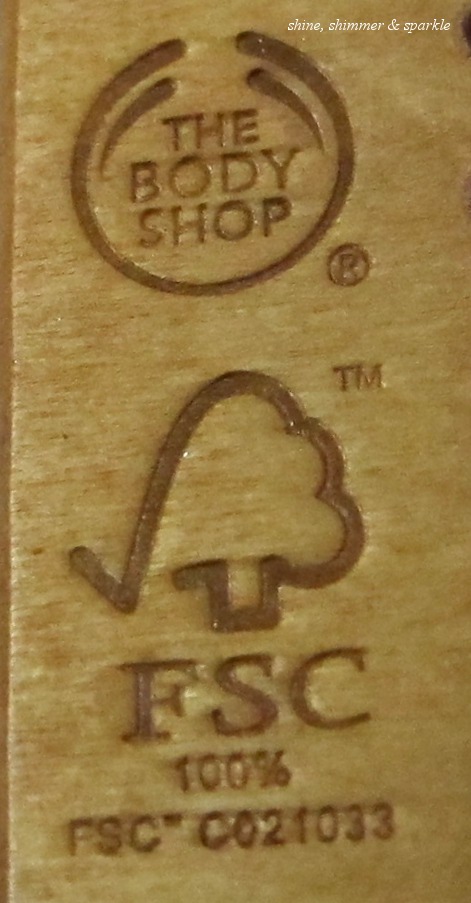 shine, shimmer & sparkle
THE
BODY
SHOP
®
TM
FSC
100%
FSC™ C021033